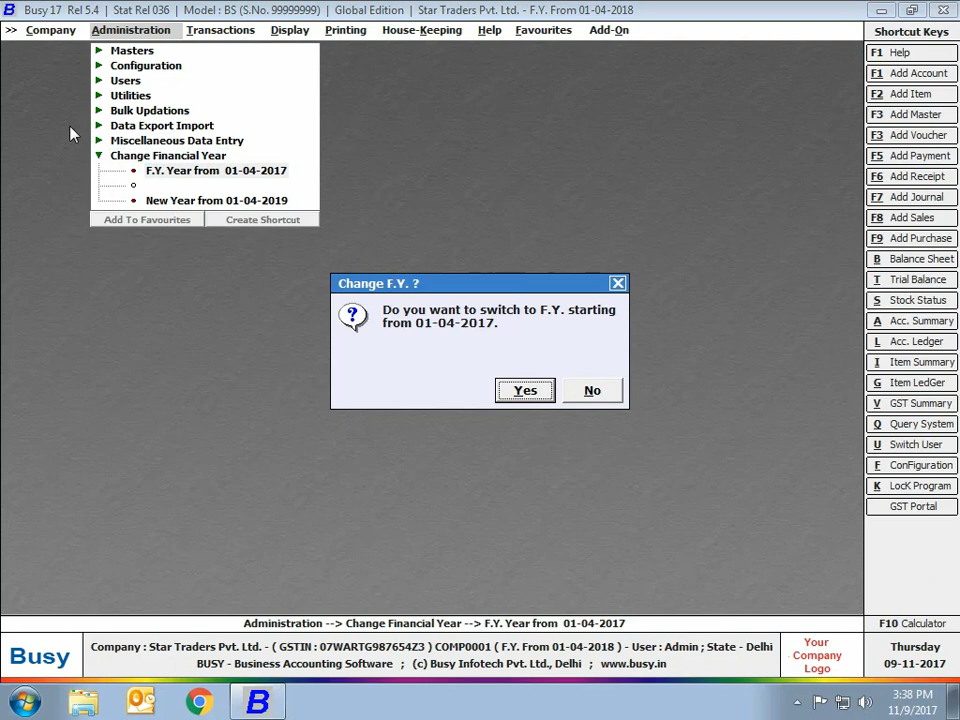 Busy 17 Rel 5.4 | Stat Rel 036 | Model : BS (S.No. 99999999) | Global Edition | Star Traders Pvt. Ltd. - F.Y. From 01-04-2018
>> Company Administration Transactions Display Printing House-Keeping Help Favourites Add-On
Masters
Configuration
Users
Utilities
Bulk Updations
Data Export Import
Miscellaneous Data Entry
Change Financial Year
F.Y. Year from 01-04-2017
New Year from 01-04-2019
Add To Favourites Create Shortcut
Change F.Y. ?
Do you want to switch to F.Y. starting
from 01-04-2017.
Yes No
Shortcut Keys
F1 Help
F1 Add Account
F2 Add Item
F3 Add Master
F3 Add Voucher
F5 Add Payment
F6 Add Receipt
F7 Add Journal
F8 Add Sales
F9 Add Purchase
B Balance Sheet
T Trial Balance
S Stock Status
A Acc. Summary
L Acc. Ledger
I Item Summary
G Item LedGer
V GST Summary
Q Query System
U Switch User
F ConFiguration
K LocK Program
GST Portal
Administration --> Change Financial Year --> F.Y. Year from 01-04-2017
F10 Calculator
Busy
Company : Star Traders Pvt. Ltd. - ( GSTIN : 07WARTG987654Z3 ) COMP0001 ( F.Y. From 01-04-2018 ) - User : Admin ; State - Delhi
BUSY - Business Accounting Software ; (c) Busy Infotech Pvt. Ltd., Delhi ; www.busy.in
Your
Company
Logo
Thursday
09-11-2017
B
3:38 PM
11/9/2017